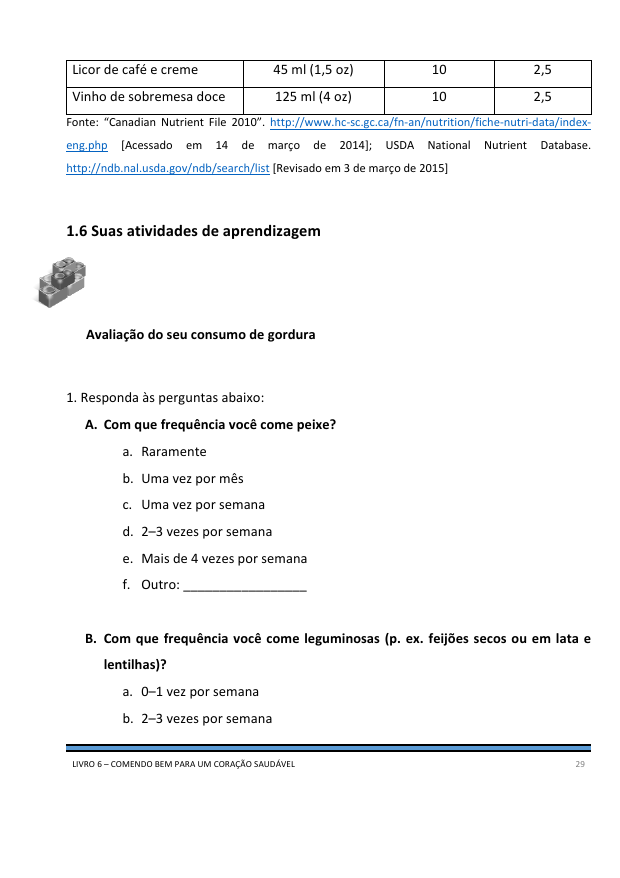 Licor de café e creme 45 ml (1,5 oz) 10 2,5
Vinho de sobremesa doce 125 ml (4 oz) 10 2,5
Fonte: “Canadian Nutrient File 2010”. http://www.hc-sc.gc.ca/fn-an/nutrition/fiche-nutri-data/index-
eng.php [Acessado em 14 de março de 2014]; USDA National Nutrient Database.
http://ndb.nal.usda.gov/ndb/search/list [Revisado em 3 de março de 2015]
1.6 Suas atividades de aprendizagem
Avaliação do seu consumo de gordura
1. Responda às perguntas abaixo:
A. Com que frequência você come peixe?
a. Raramente
b. Uma vez por mês
c. Uma vez por semana
d. 2–3 vezes por semana
e. Mais de 4 vezes por semana
f. Outro: _________________
B. Com que frequência você come leguminosas (p. ex. feijões secos ou em lata e
lentilhas)?
a. 0–1 vez por semana
b. 2–3 vezes por semana
LIVRO 6 – COMENDO BEM PARA UM CORAÇÃO SAUDÁVEL 29